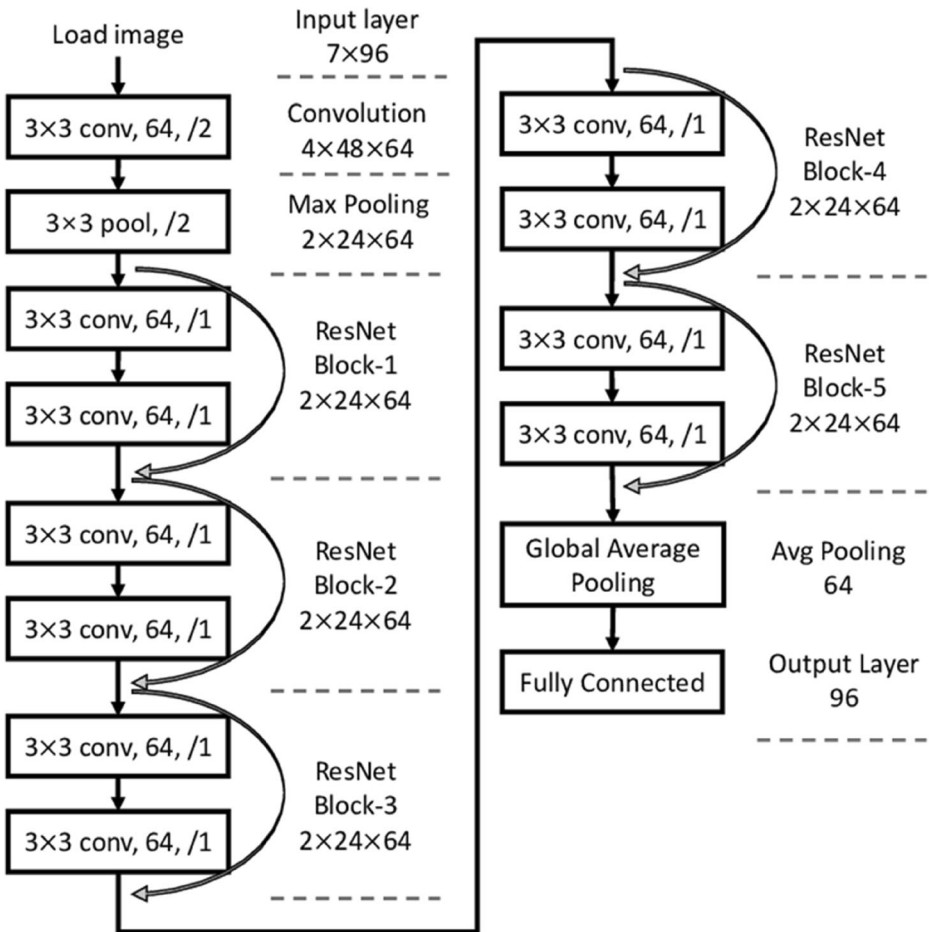 Load image
Input layer
7×96
3×3 conv, 64, /2
Convolution
4×48×64
3×3 pool, /2
Max Pooling
2×24×64
3×3 conv, 64, /1
3×3 conv, 64, /1
ResNet
Block-1
2×24×64
3×3 conv, 64, /1
3×3 conv, 64, /1
ResNet
Block-2
2×24×64
3×3 conv, 64, /1
3×3 conv, 64, /1
ResNet
Block-3
2×24×64
3×3 conv, 64, /1
3×3 conv, 64, /1
ResNet
Block-4
2×24×64
3×3 conv, 64, /1
3×3 conv, 64, /1
ResNet
Block-5
2×24×64
Global Average
Pooling
Avg Pooling
64
Fully Connected
Output Layer
96